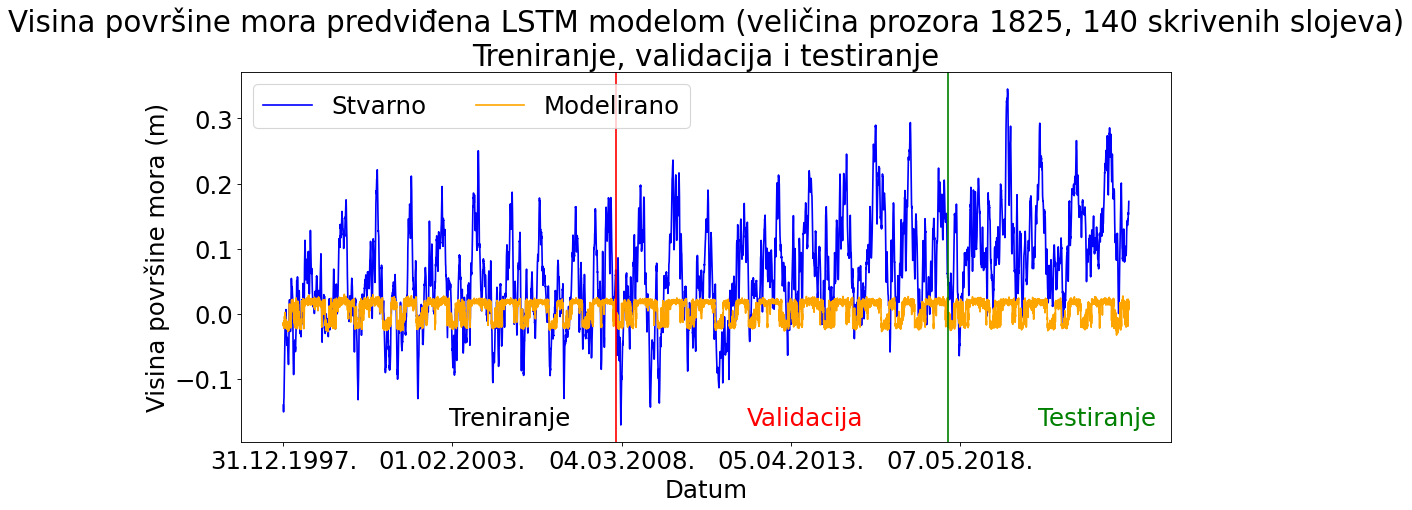 Visina površine mora predviđena LSTM modelom (veličina prozora 1825, 140 skrivenih slojeva)
Treniranje, validacija i testiranje
Stvarno
Modelirano
Visina površine mora (m)
0.3
0.2
0.1
0.0
−0.1
Treniranje
Validacija
Testiranje
31.12.1997.
01.02.2003.
04.03.2008.
05.04.2013.
07.05.2018.
Datum